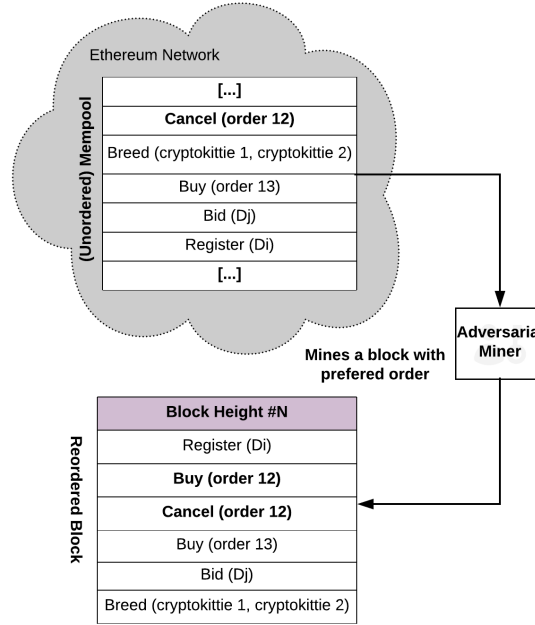 Ethereum Network
(Unordered) Mempool
[...]
Cancel (order 12)
Breed (cryptokittie 1, cryptokittie 2)
Buy (order 13)
Bid (Dj)
Register (Di)
[...]
Adversaria
Miner
Mines a block with
prefered order
Reordered Block
Block Height #N
Register (Di)
Buy (order 12)
Cancel (order 12)
Buy (order 13)
Bid (Dj)
Breed (cryptokittie 1, cryptokittie 2)